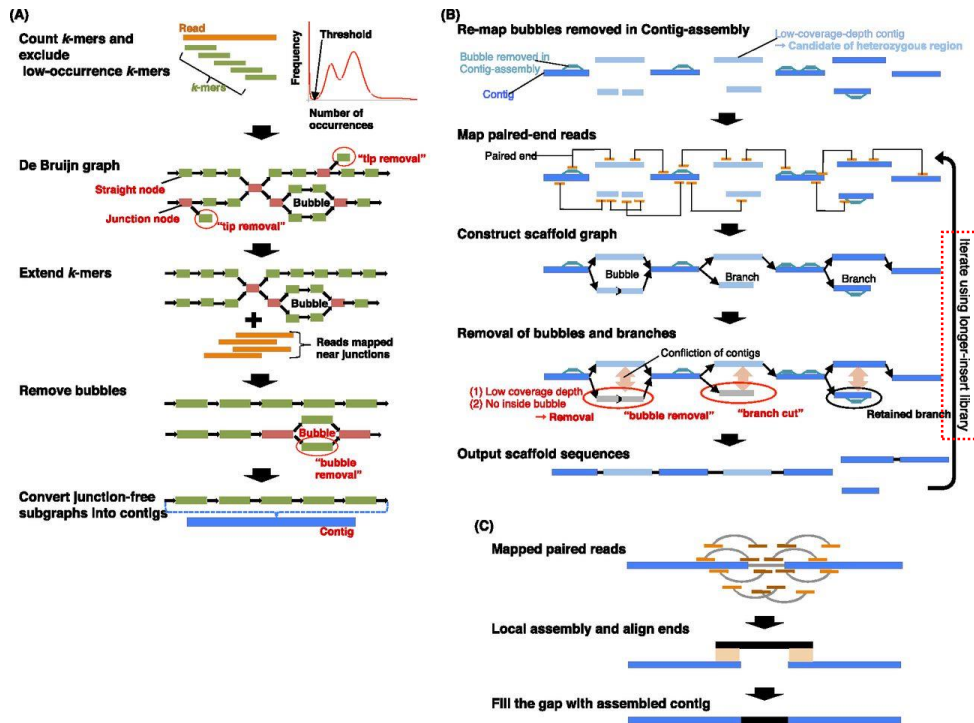 (A)
Count k-mers and
exclude
low-occurrence k-mers
Read
k-mers
Frequency
Threshold
Number of
occurrences
De Bruijn graph
"tip removal"
Straight node
Bubble
Junction node
"tip removal"
Extend k-mers
Bubble
Reads mapped
near junctions
Remove bubbles
Bubble
"bubble
removal"
Convert junction-free
subgraphs into contigs
Contig
(B)
Re-map bubbles removed in Contig-assembly
Low-coverage-depth contig
→ Candidate of heterozygous region
Bubble removed in
Contig-assembly
Contig
Map paired-end reads
Paired end
Construct scaffold graph
Bubble
Branch
Branch
Removal of bubbles and branches
Confliction of contigs
(1) Low coverage depth
(2) No inside bubble
→ Removal
"bubble removal"
"branch cut"
Retained branch
Output scaffold sequences
Iterate using longer-insert library
(C)
Mapped paired reads
Local assembly and align ends
Fill the gap with assembled contig